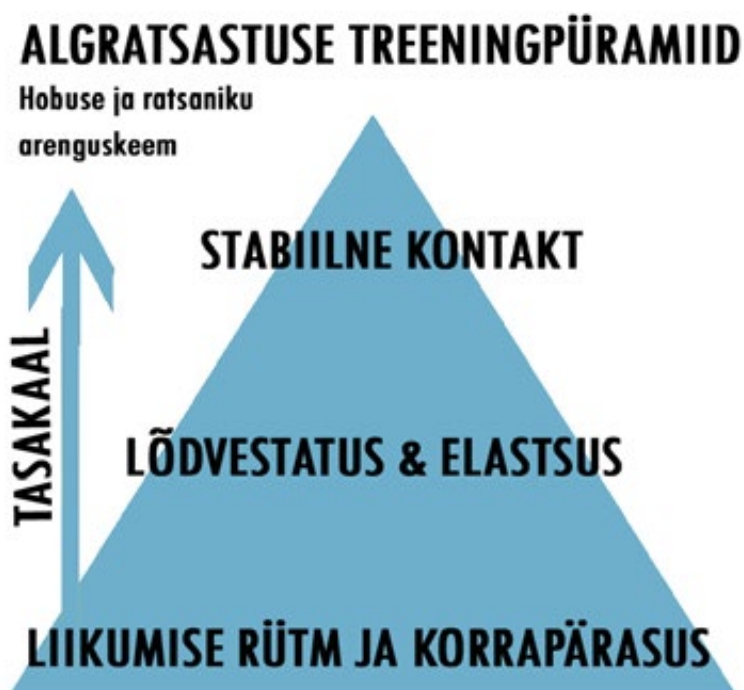 ALGRATSASTUSE TREENINGPÜRAMIID
Hobuse ja ratsaniku
arenguskeem
STABIILNE KONTAKT
TASAKAAL
LÕDVESTATUS & ELASTSUS
LIIKUMISE RÜTM JA KORRAPÄRASUS